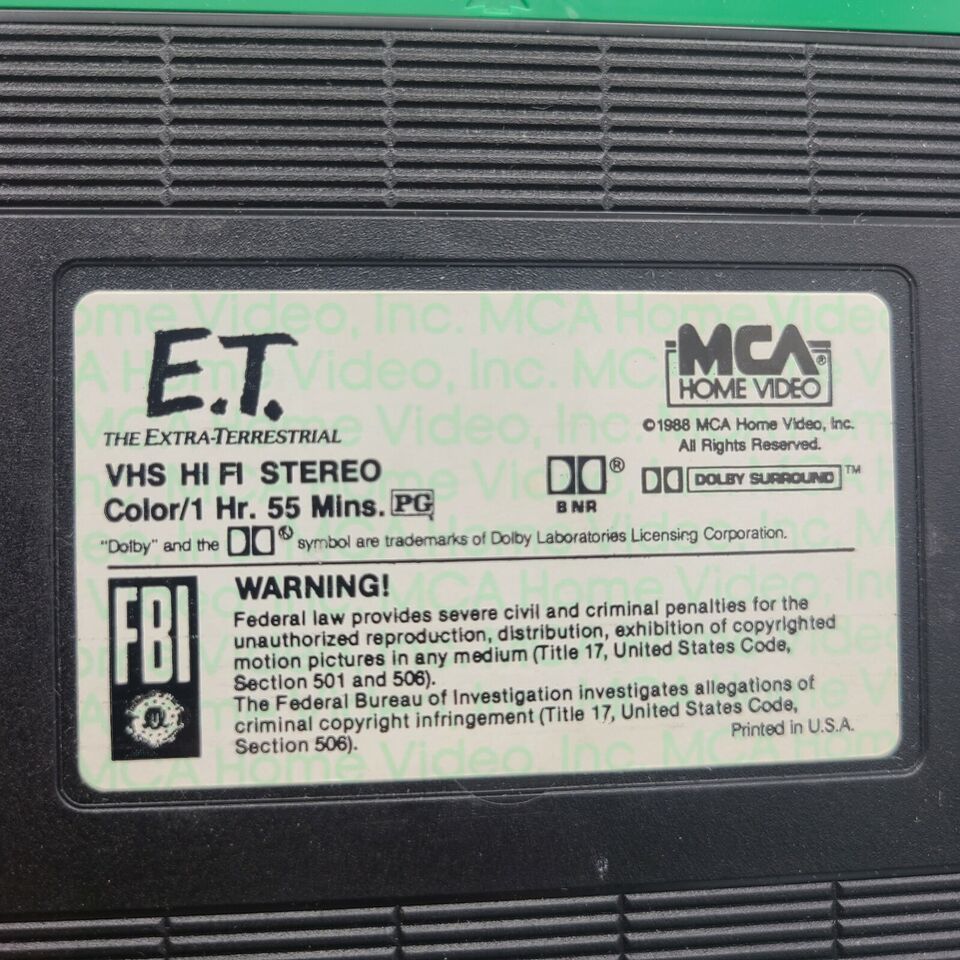 E.T.
THE EXTRA-TERRESTRIAL
VHS HI FI STEREO
Color/1 Hr. 55 Mins. PG
MCA®
HOME VIDEO
©1988 MCA Home Video, Inc.
All Rights Reserved.
®
B NR
DOLBY SURROUND™
"Dolby" and the ® symbol are trademarks of Dolby Laboratories Licensing Corporation.
FBI
WARNING!
Federal law provides severe civil and criminal penalties for the
unauthorized reproduction, distribution, exhibition of copyrighted
motion pictures in any medium (Title 17, United States Code,
Section 501 and 506).
The Federal Bureau of Investigation investigates allegations of
criminal copyright infringement (Title 17, United States Code,
Section 506).
Printed in U.S.A.